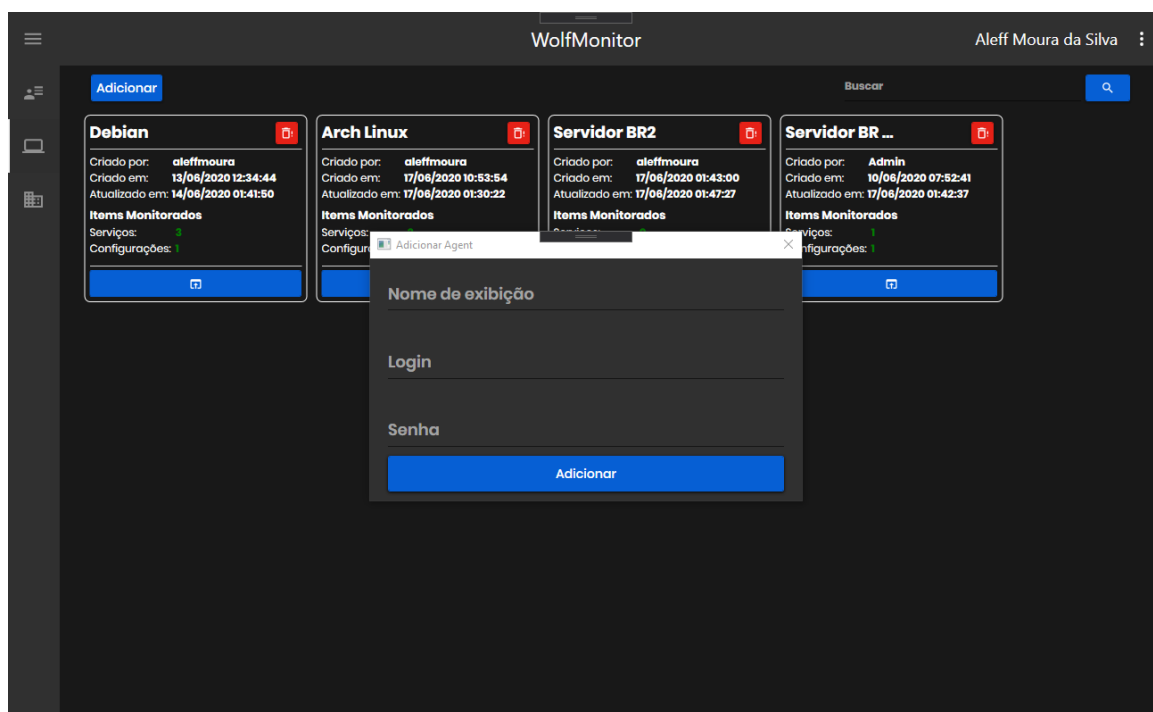 WolfMonitor
Aleff Moura da Silva
Adicionar
Buscar
Debian
Criado por: aleffmoura
Criado em: 13/06/2020 12:34:44
Atualizado em: 14/06/2020 01:41:50
Items Monitorados
Serviços: 3
Configurações: 1
Arch Linux
Criado por: aleffmoura
Criado em: 17/06/2020 10:53:54
Atualizado em: 17/06/2020 01:30:22
Items Monitorados
Serviços:
Servidor BR2
Criado por: aleffmoura
Criado em: 17/06/2020 01:43:00
Atualizado em: 17/06/2020 01:47:27
Items Monitorados
Servidor BR ...
Criado por: Admin
Criado em: 10/06/2020 07:52:41
Atualizado em: 17/06/2020 01:42:37
Items Monitorados
Serviços: 1
Configurações: 1
Adicionar Agent
Nome de exibição
Login
Senha
Adicionar